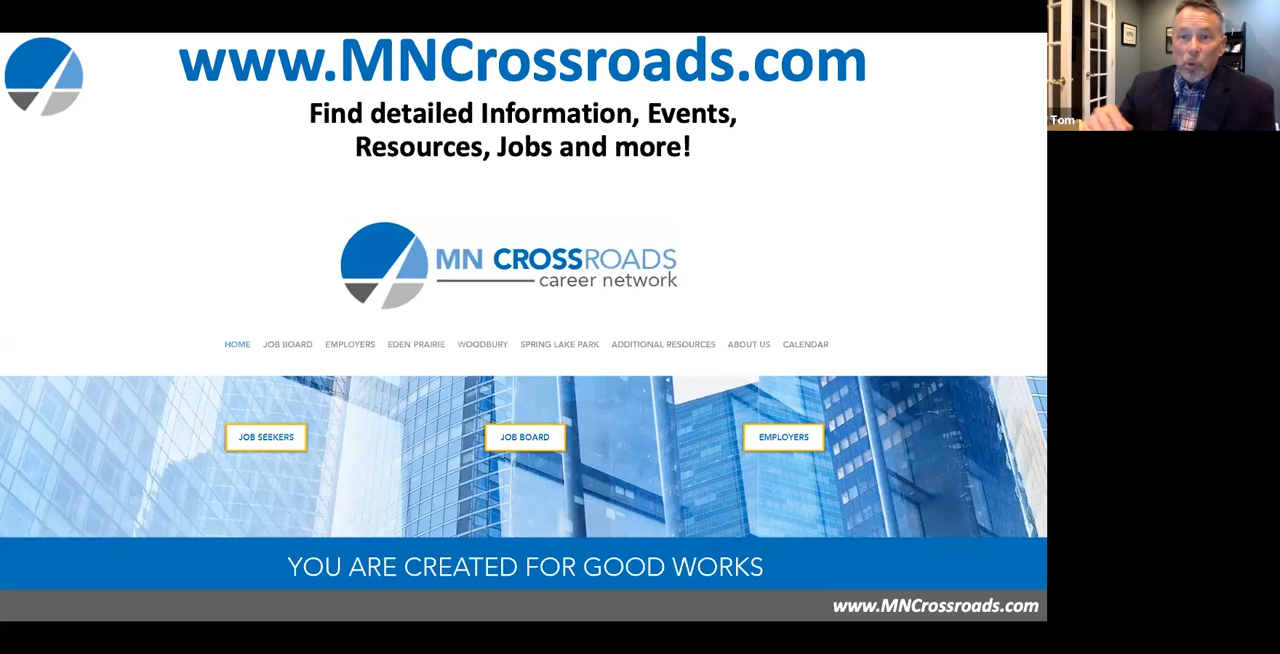 www.MNCrossroads.com
Find detailed Information, Events,
Resources, Jobs and more!
MN CROSSROADS
career network
HOME JOB BOARD EMPLOYERS EDEN PRAIRIE WOODBURY SPRING LAKE PARK ADDITIONAL RESOURCES ABOUT US CALENDAR
JOB SEEKERS JOB BOARD EMPLOYERS
YOU ARE CREATED FOR GOOD WORKS
www.MNCrossroads.com
Tom